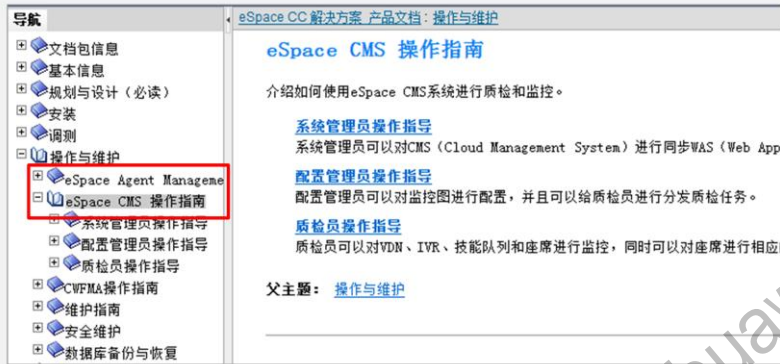 导航
文档包信息
基本信息
规划与设计（必读）
安装
调测
操作与维护
eSpace Agent Manageme
eSpace CMS 操作指南
系统管理员操作指导
配置管理员操作指导
质检员操作指导
CWFMA操作指南
维护指南
安全维护
数据库备份与恢复
eSpace CC 解决方案 产品文档：操作与维护
eSpace CMS 操作指南
介绍如何使用eSpace CMS系统进行质检和监控。
系统管理员操作指导
系统管理员可以对CMS（Cloud Management System）进行同步WAS（Web App
配置管理员操作指导
配置管理员可以对监控图进行配置，并且可以给质检员进行分发质检任务。
质检员操作指导
质检员可以对VDN、IVR、技能队列和座席进行监控，同时可以对座席进行相应
父主题： 操作与维护